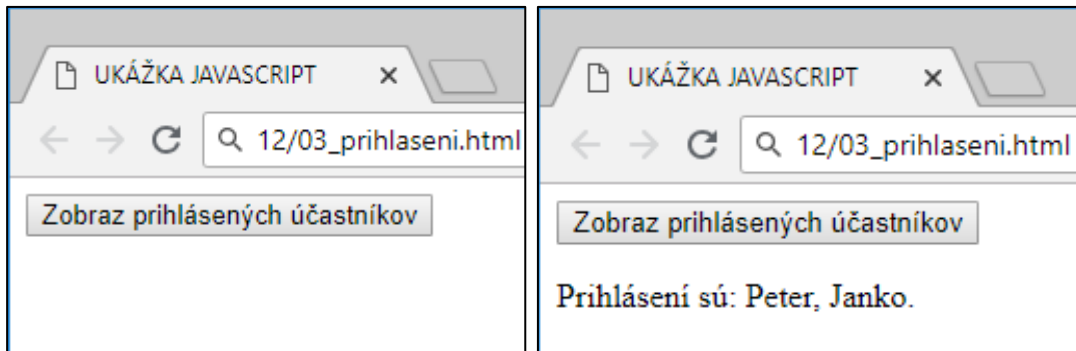 UKÁŽKA JAVASCRIPT
12/03_prihlaseni.html
Zobraz prihlásených účastníkov
UKÁŽKA JAVASCRIPT
12/03_prihlaseni.html
Zobraz prihlásených účastníkov
Prihlásení sú: Peter, Janko.